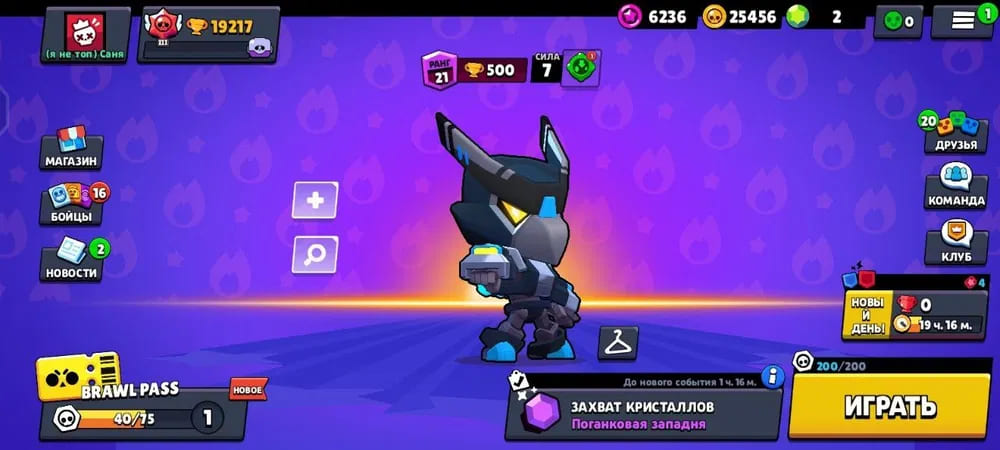 (я не топ) Саня
III
19217
6236
25456
2
0
1
РАНГ
21
500
СИЛА
7
1
МАГАЗИН
БОЙЦЫ
16
НОВОСТИ
2
20
ДРУЗЬЯ
КОМАНДА
КЛУБ
4
НОВЫ
Й
ДЕНЬ!
0
19 ч. 16 м.
BRAWL PASS
НОВОЕ
40/75
1
До нового события 1 ч. 16 м.
i
ЗАХВАТ КРИСТАЛЛОВ
Поганковая западня
200/200
ИГРАТЬ